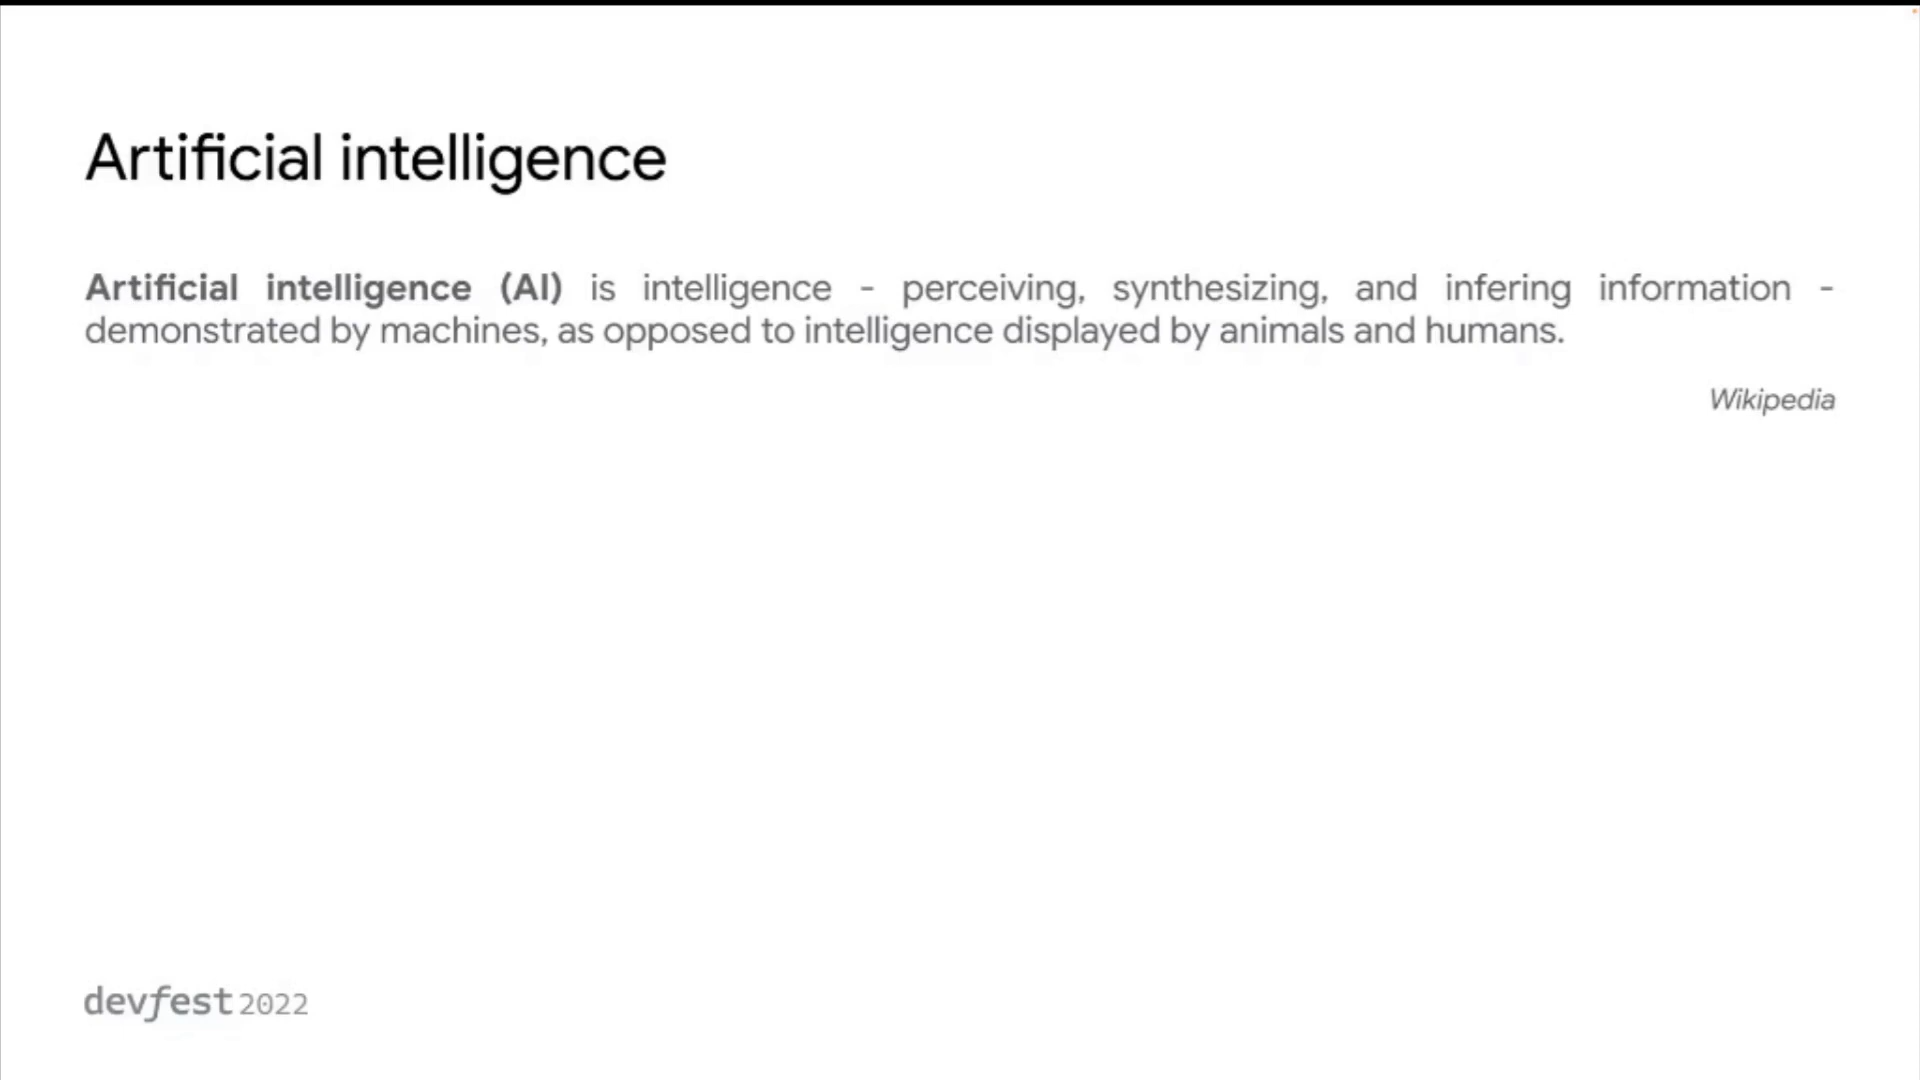 Artificial intelligence
Artificial intelligence (AI) is intelligence - perceiving, synthesizing, and infering information -
demonstrated by machines, as opposed to intelligence displayed by animals and humans.
Wikipedia
devfest 2022